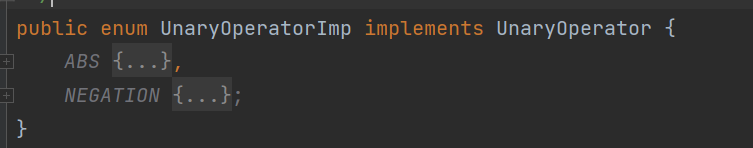 public enum UnaryOperatorImp implements UnaryOperator {
ABS {...},
NEGATION {...};
}